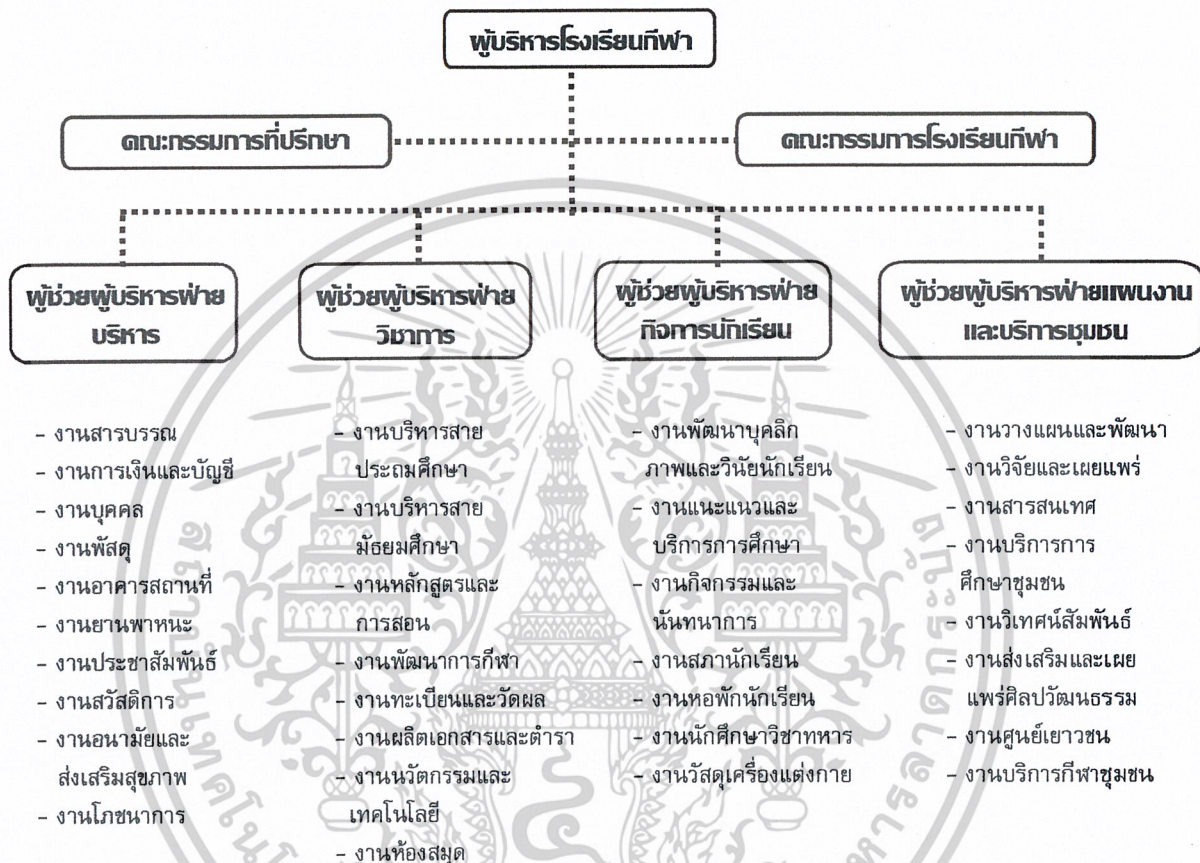 ผู้บริหารโรงเรียนกีฬา
คณะกรรมการที่ปรึกษา
คณะกรรมการโรงเรียนกีฬา
ผู้ช่วยผู้บริหารฝ่าย
บริหาร
ผู้ช่วยผู้บริหารฝ่าย
วิชาการ
ผู้ช่วยผู้บริหารฝ่าย
กิจการนักเรียน
ผู้ช่วยผู้บริหารฝ่ายแผนงาน
และบริการชุมชน
- งานสารบรรณ
- งานการเงินและบัญชี
- งานบุคคล
- งานพัสดุ
- งานอาคารสถานที่
- งานยานพาหนะ
- งานประชาสัมพันธ์
- งานสวัสดิการ
- งานอนามัยและ
ส่งเสริมสุขภาพ
- งานโภชนาการ
- งานบริหารสาย
ประถมศึกษา
- งานบริหารสาย
มัธยมศึกษา
- งานหลักสูตรและ
การสอน
- งานพัฒนาการกีฬา
- งานทะเบียนและวัดผล
- งานผลิตเอกสารและตำรา
- งานนวัตกรรมและ
เทคโนโลยี
- งานห้องสมุด
- งานพัฒนาบุคลิก
ภาพและวินัยนักเรียน
- งานแนะแนวและ
บริการการศึกษา
- งานกิจกรรมและ
นันทนาการ
- งานสภานักเรียน
- งานหอพักนักเรียน
- งานนักศึกษาวิชาทหาร
- งานวัสดุเครื่องแต่งกาย
- งานวางแผนและพัฒนา
- งานวิจัยและเผยแพร่
- งานสารสนเทศ
- งานบริการการ
ศึกษาชุมชน
- งานวิเทศน์สัมพันธ์
- งานส่งเสริมและเผย
แพร่ศิลปวัฒนธรรม
- งานศูนย์เยาวชน
- งานบริการกีฬาชุมชน